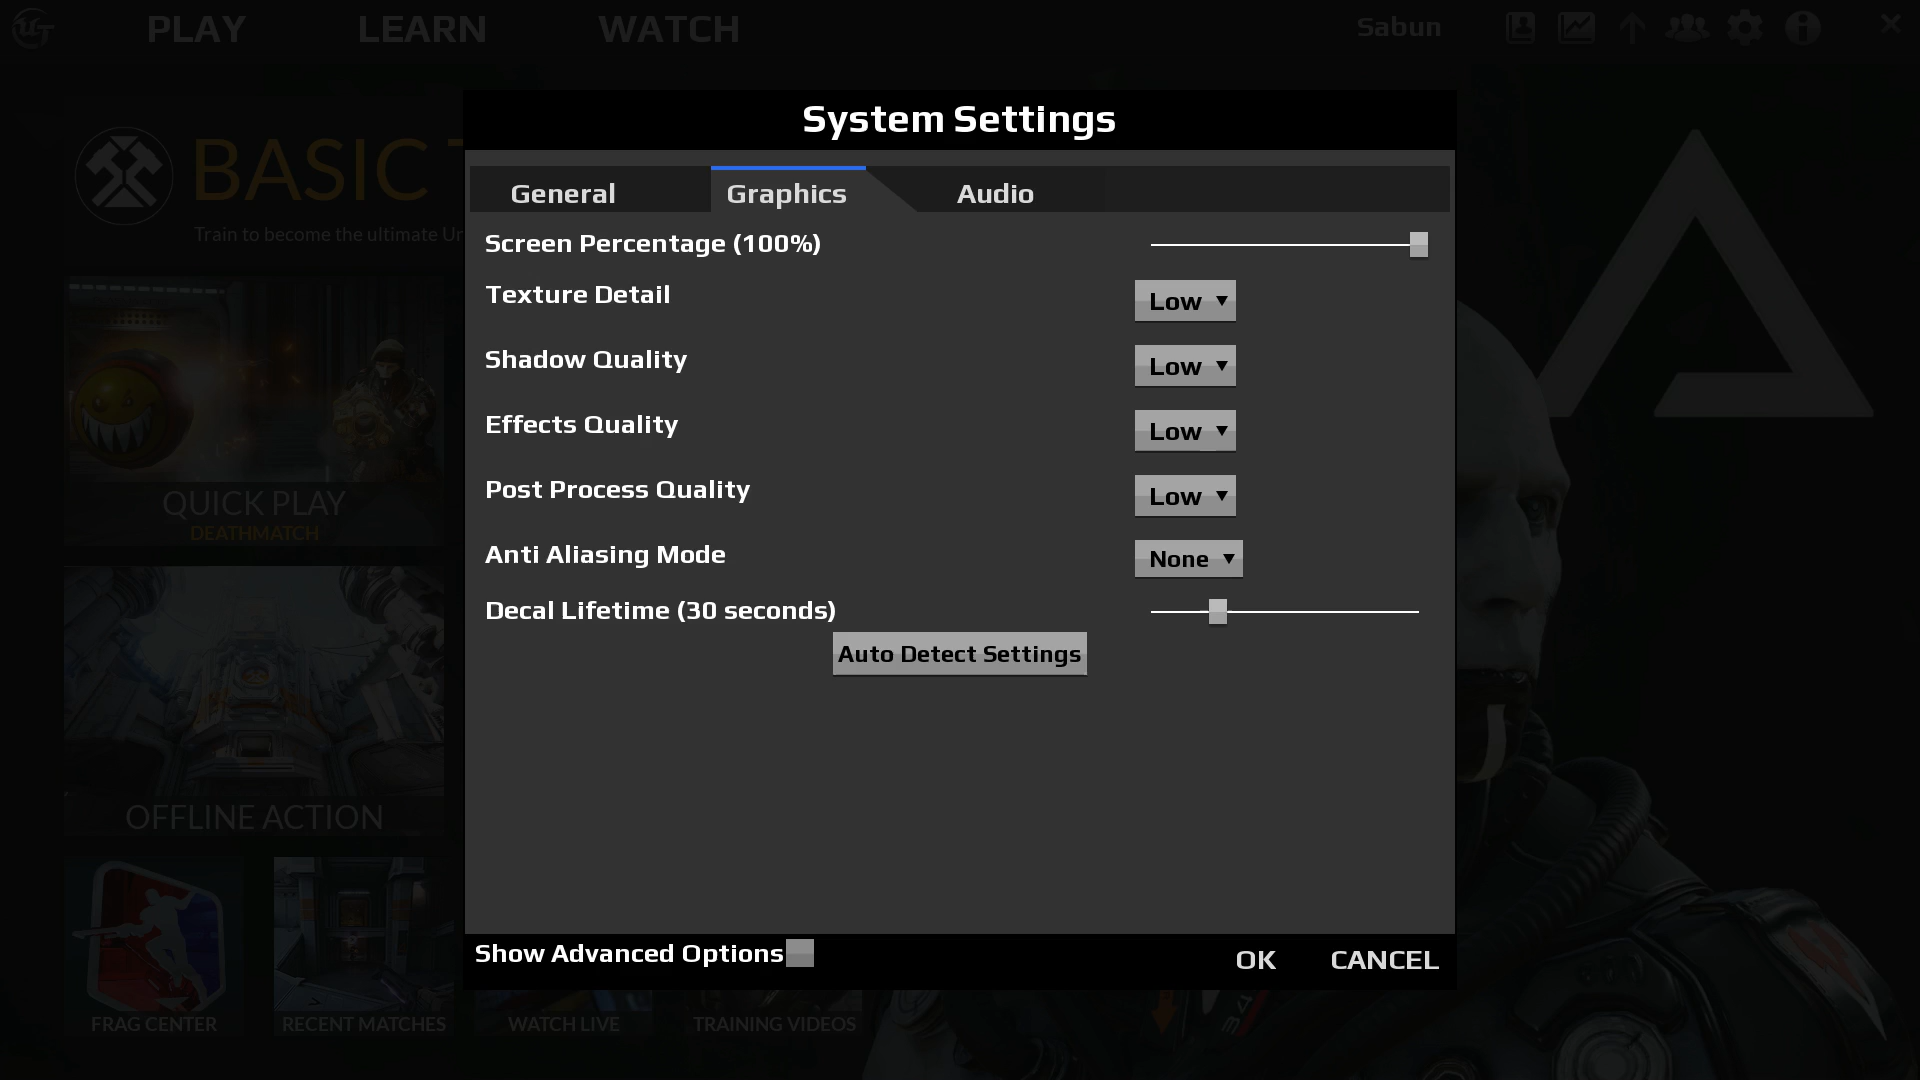 PLAY LEARN WATCH Sabun
System Settings
BASIC
Train to become the ultimate
General Graphics Audio
Screen Percentage (100%)
Texture Detail Low
Shadow Quality Low
Effects Quality Low
Post Process Quality Low
Anti Aliasing Mode None
Decal Lifetime (30 seconds)
Auto Detect Settings
QUICK PLAY
DEATHMATCH
OFFLINE ACTION
Show Advanced Options OK CANCEL
FRAG CENTER RECENT MATCHES WATCH LIVE TRAINING VIDEOS